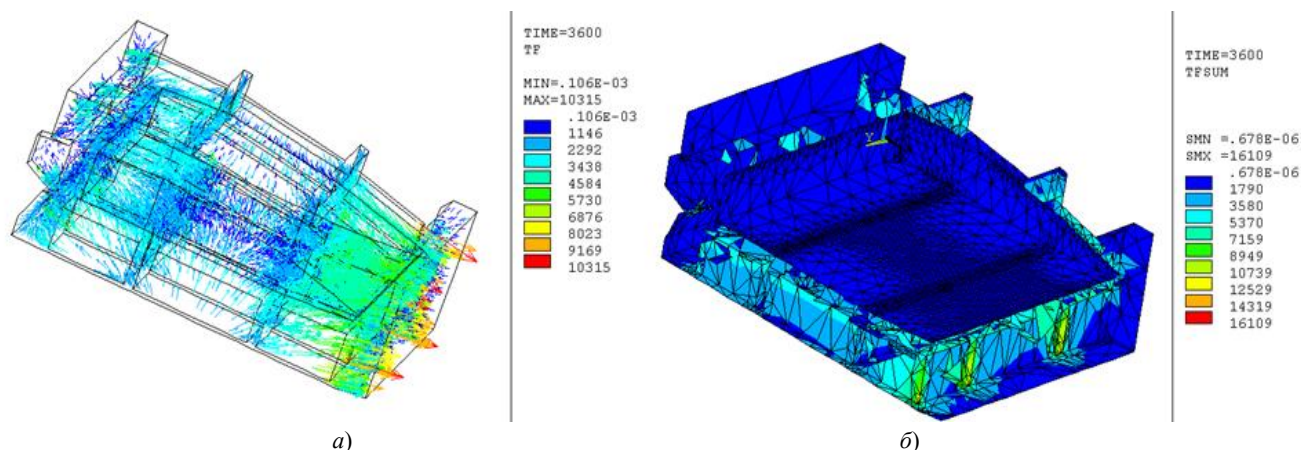 TIME=3600
TF
MIN=.106E-03
MAX=10315
.106E-03
1146
2292
3438
4584
5730
6876
8023
9169
10315
Y
TIME=3600
TFSUM
SMN =.678E-06
SMX =16109
.678E-06
1790
3580
5370
7159
8949
10739
12529
14319
16109
а)
б)